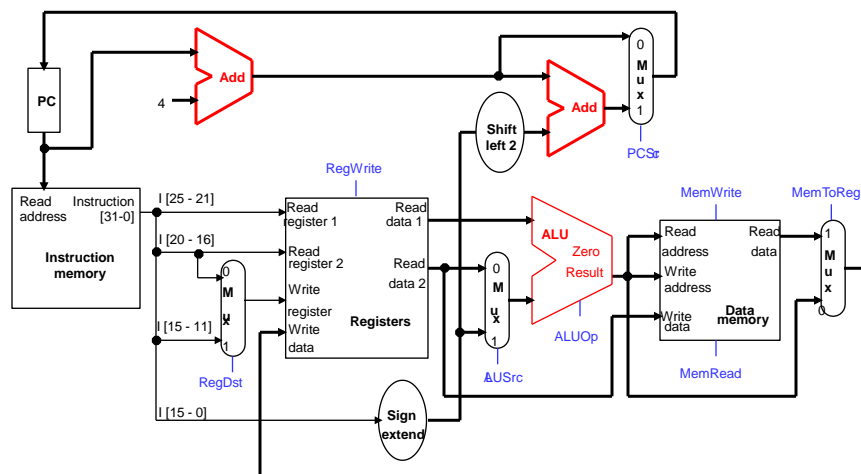 0
M
u
x
1
PCSrc
Add
PC
4
Add
Shift
left 2
RegWrite
MemWrite
MemToReg
Read
address
Instruction
[31-0]
Instruction
memory
I [25 - 21]
I [20 - 16]
I [15 - 11]
I [15 - 0]
0
M
u
x
1
RegDst
Read
register 1
Read
register 2
Write
register
Write
data
Read
data 1
Read
data 2
Registers
Sign
extend
0
M
u
x
1
ALUSrc
ALU
Zero
Result
ALUOp
Read
address
Write
address
Write
data
Read
data
Data
memory
MemRead
1
M
u
x
0